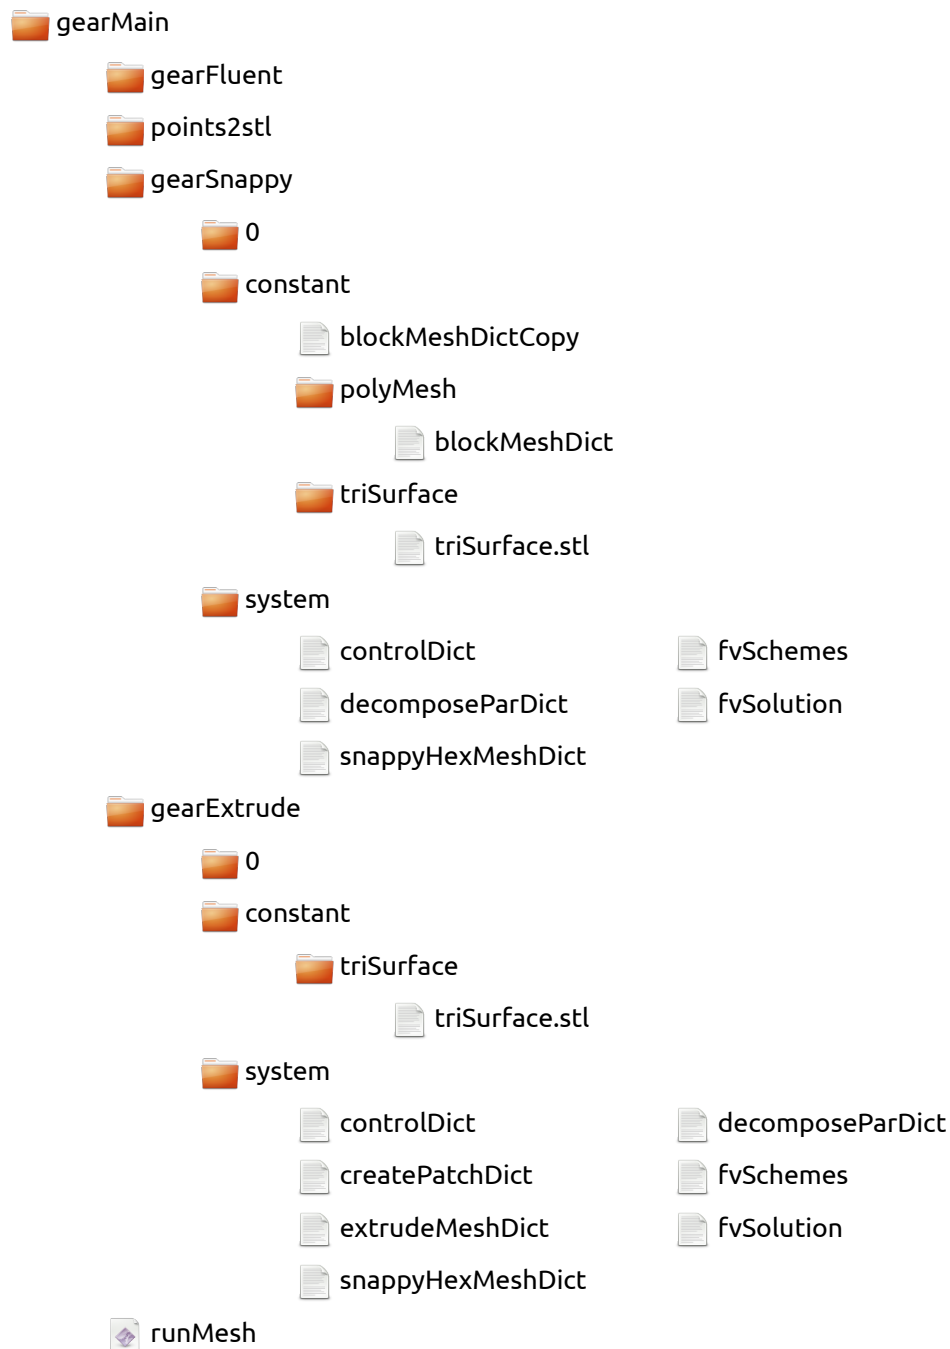 gearMain
gearFluent
points2stl
gearSnappy
0
constant
blockMeshDictCopy
polyMesh
blockMeshDict
triSurface
triSurface.stl
system
controlDict fvSchemes
decomposeParDict fvSolution
snappyHexMeshDict
gearExtrude
0
constant
triSurface
triSurface.stl
system
controlDict decomposeParDict
createPatchDict fvSchemes
extrudeMeshDict fvSolution
snappyHexMeshDict
runMesh